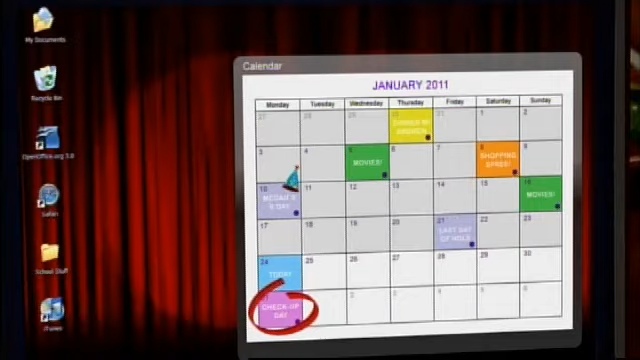 My Documents
Recycle Bin
OpenOffice.org 3.0
Safari
School Stuff
iTunes
Calendar
JANUARY 2011
Monday Tuesday Wednesday Thursday Friday Saturday Sunday
27 28 29 30 31 1 2
DINNER W/
3 4 5 6 7 8 9
MOVIES! SHOPPING
SPREE!
10 11 12 13 14 15 16
B'DAY MOVIES!
17 18 19 20 21 22 23
LAST DAY
OF HOLS
24 25 26 27 28 29 30
TODAY
31 1 2 3 4 5 6
CHECK-UP
DAY